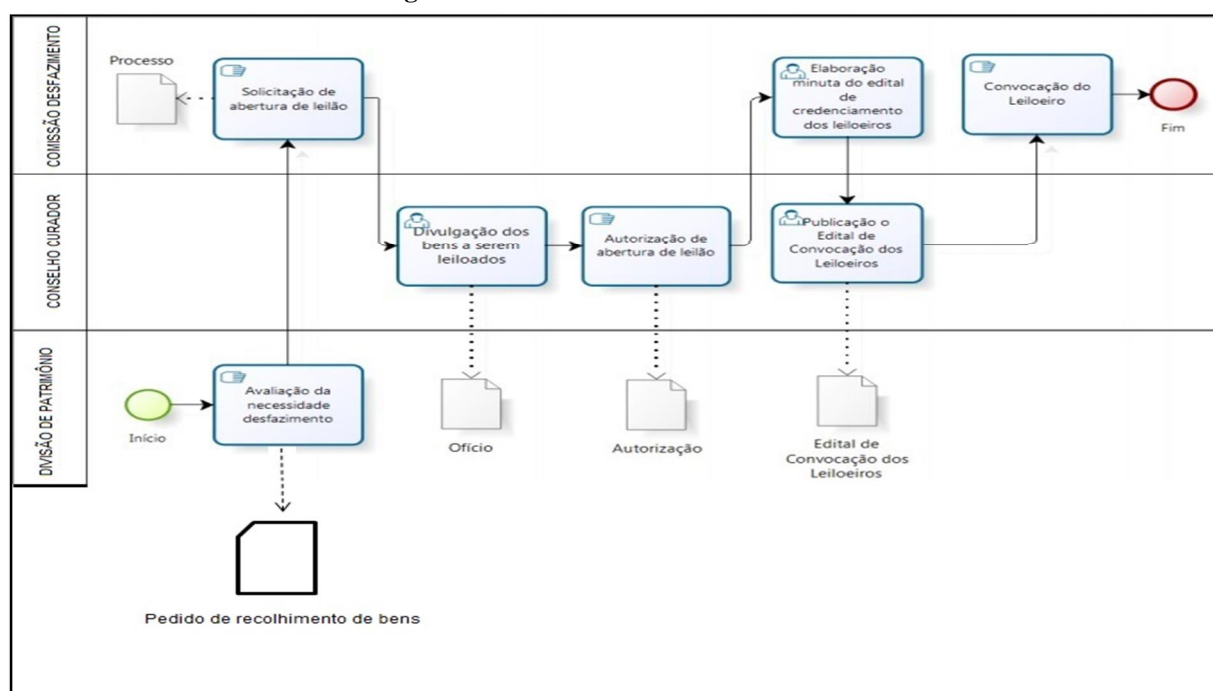 COMISSÃO DESFAZIMENTO
Processo
Solicitação de
abertura de leilão
Elaboração
minuta do edital
de
credenciamento
dos leiloeiros
Convocação do
Leiloeiro
Fim
CONSELHO CURADOR
Divulgação dos
bens a serem
leiloados
Autorização de
abertura de leilão
Publicação o
Edital de
Convocação dos
Leiloeiros
DIVISÃO DE PATRIMÔNIO
Início
Avaliação da
necessidade
desfazimento
Ofício
Autorização
Edital de
Convocação dos
Leiloeiros
Pedido de recolhimento de bens